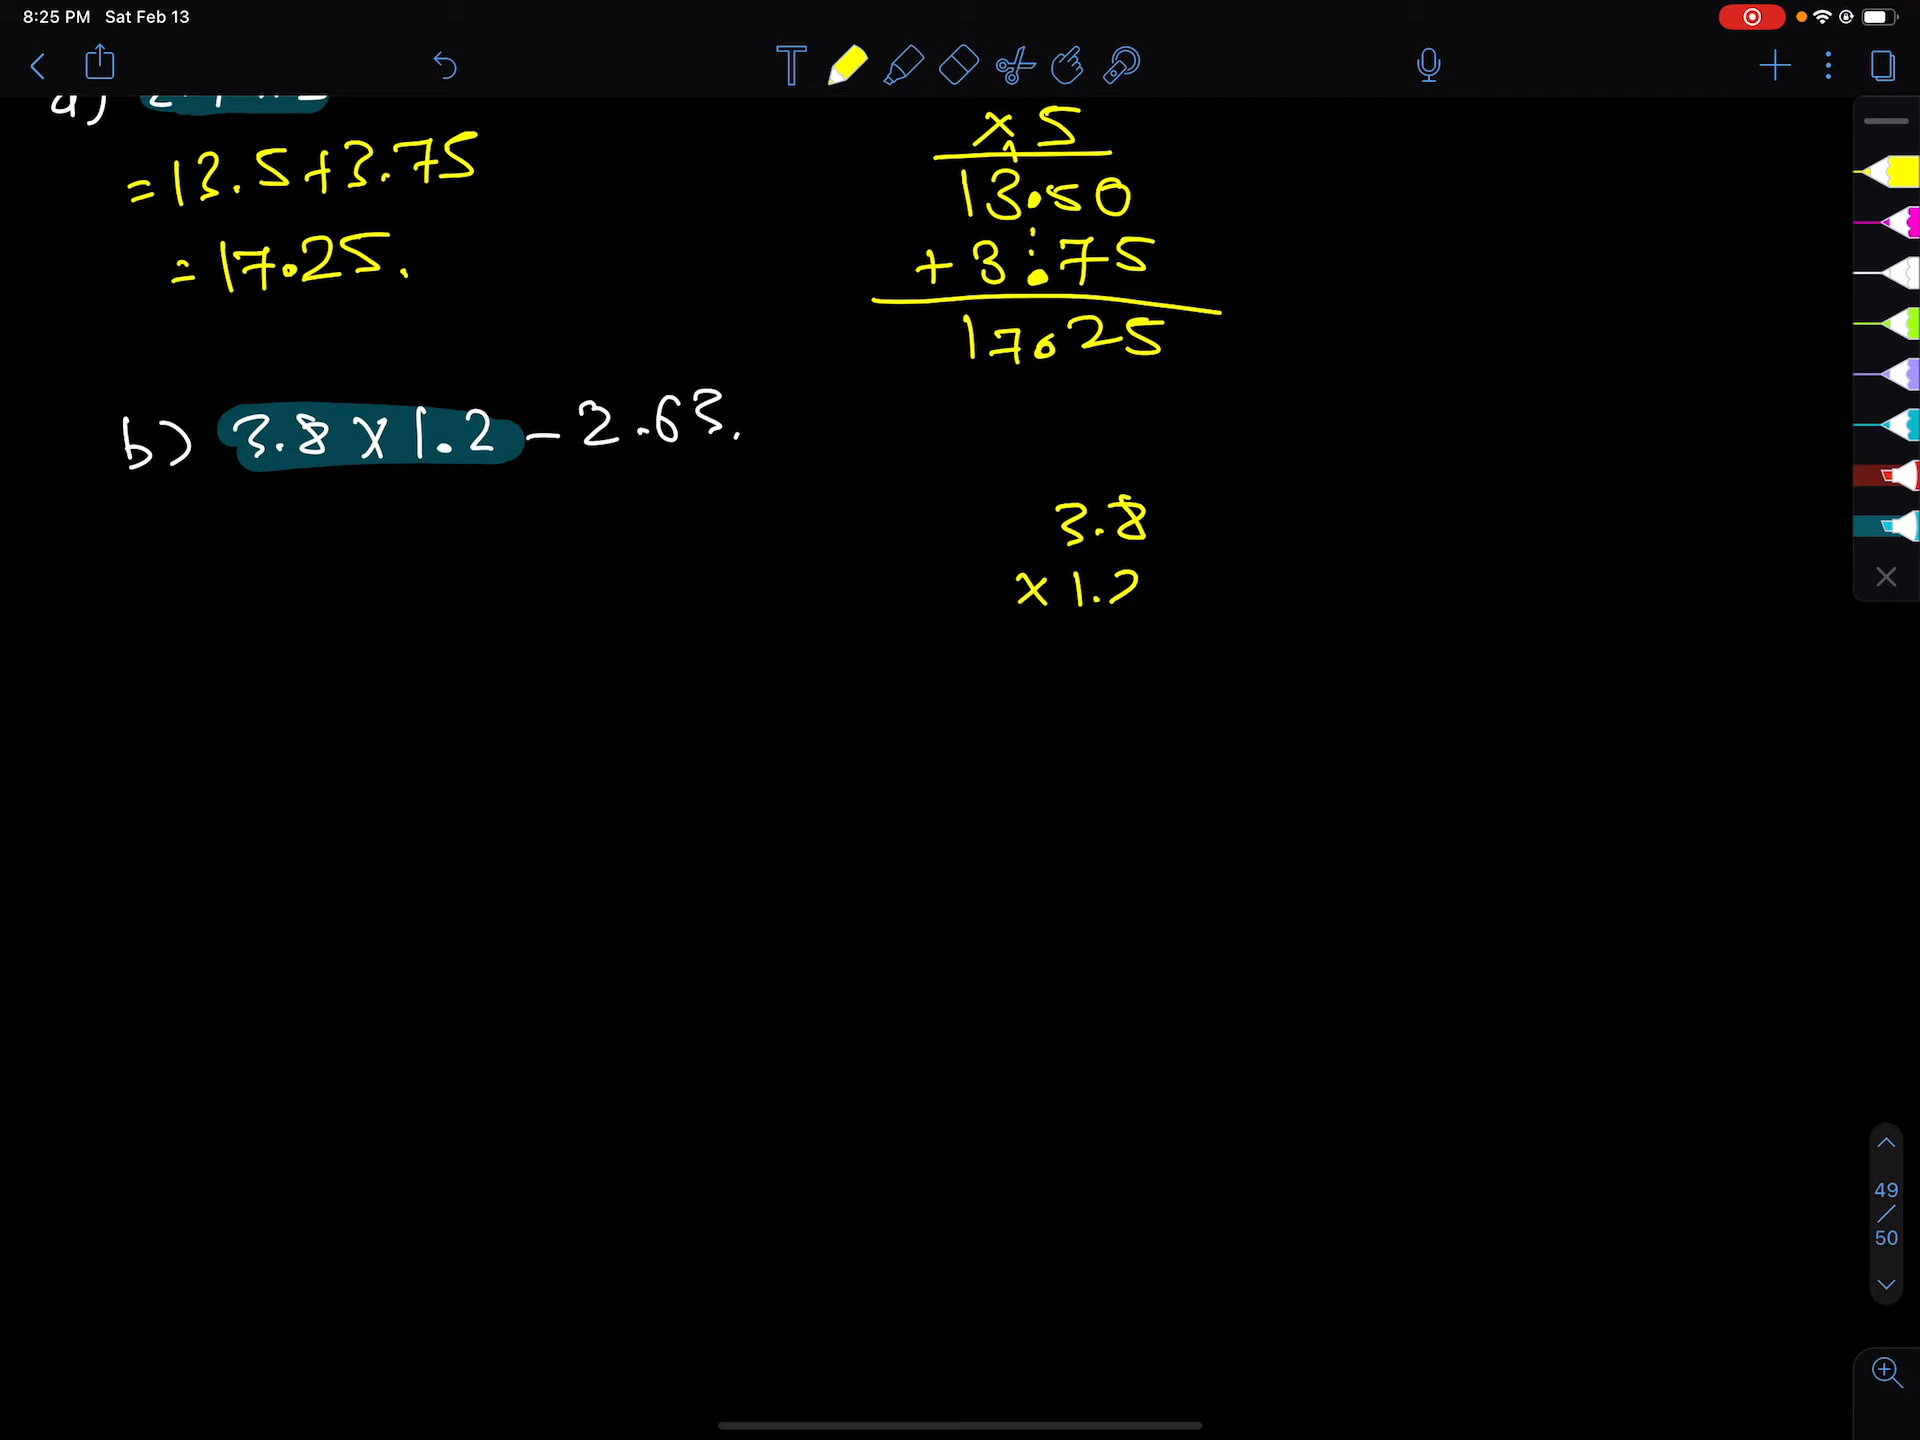 8:25 PM Sat Feb 13
T
a)
= 13.5 + 3.75
= 17.25.
x 5
1
13.50
+ 3.75
17.25
b) 3.8 x 1.2 - 2.63.
3.8
x 1.2
49
/
50